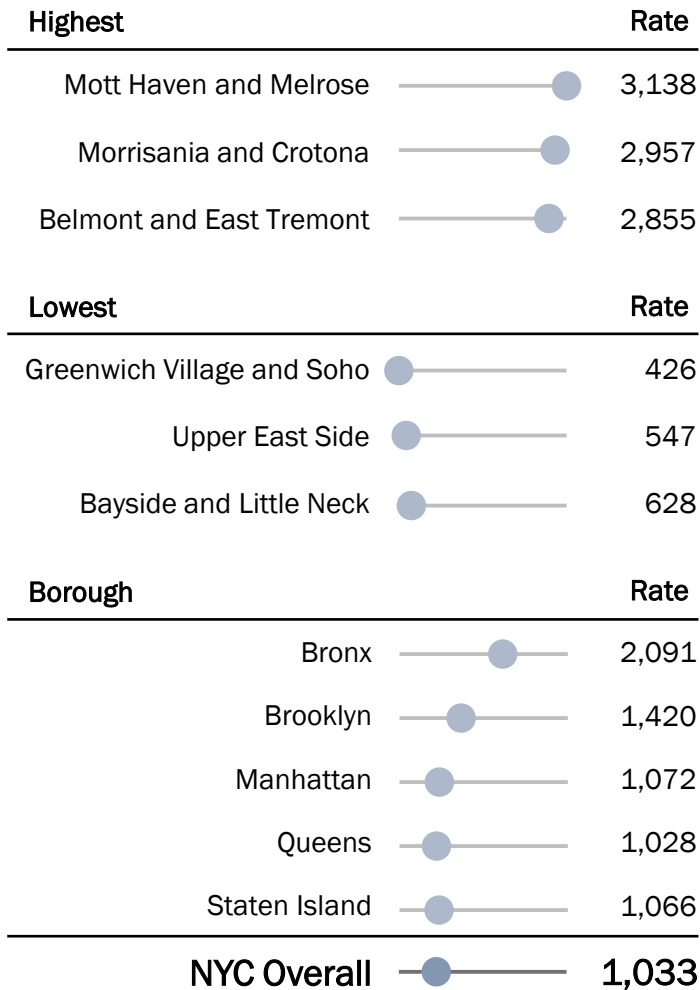 Highest Rate
Mott Haven and Melrose 3,138
Morrisania and Crotona 2,957
Belmont and East Tremont 2,855
Lowest Rate
Greenwich Village and Soho 426
Upper East Side 547
Bayside and Little Neck 628
Borough Rate
Bronx 2,091
Brooklyn 1,420
Manhattan 1,072
Queens 1,028
Staten Island 1,066
NYC Overall 1,033